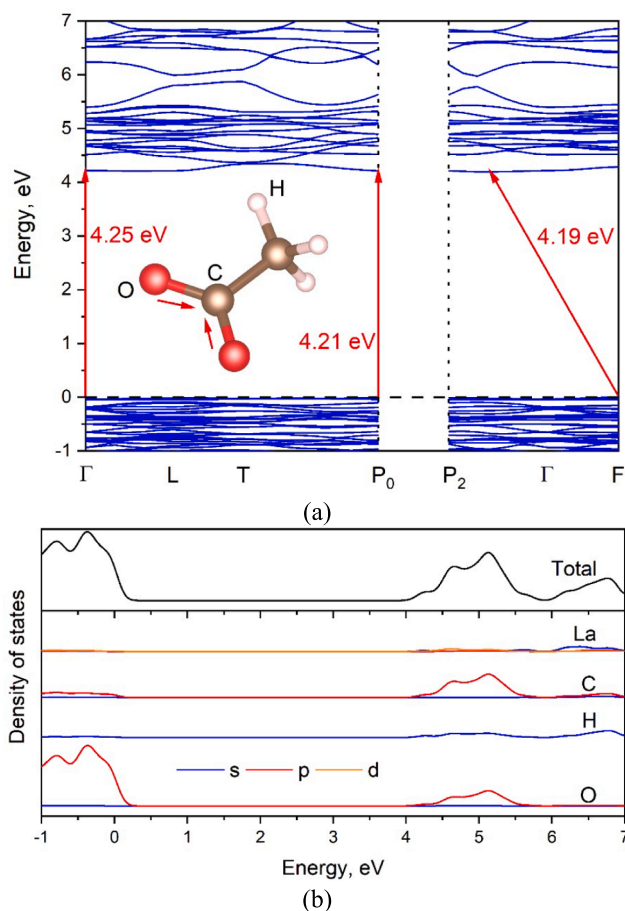 7
6
5
4
3
2
1
0
-1
Energy, eV
H
4.25 eV
C
O
4.19 eV
4.21 eV
Γ L T P₀ P₂ Γ F
(a)
Density of states
Total
La
C
H
s p d
O
-1 0 1 2 3 4 5 6 7
Energy, eV
(b)